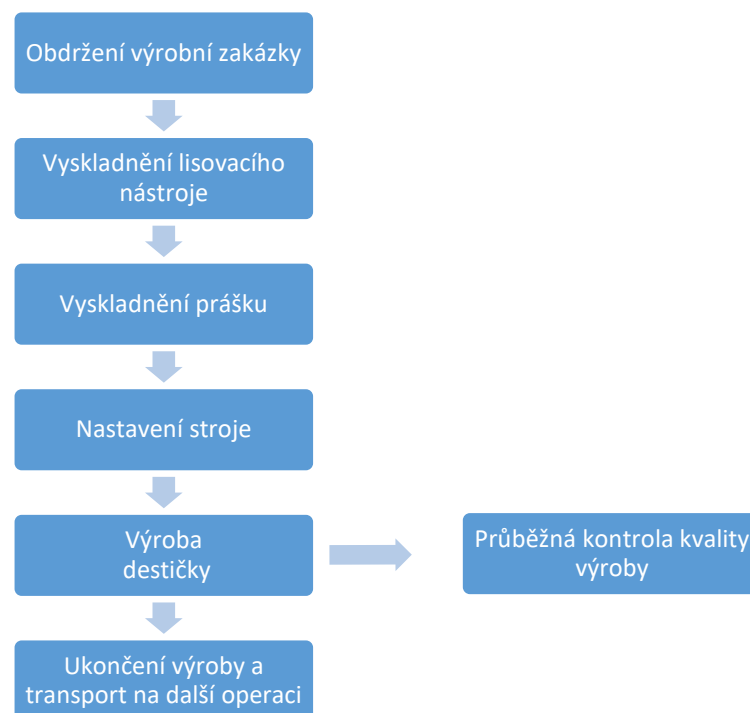 Obdržení výrobní zakázky
Vyskladnění lisovacího
nástroje
Vyskladnění prášku
Nastavení stroje
Výroba
destičky
Průběžná kontrola kvality
výroby
Ukončení výroby a
transport na další operaci